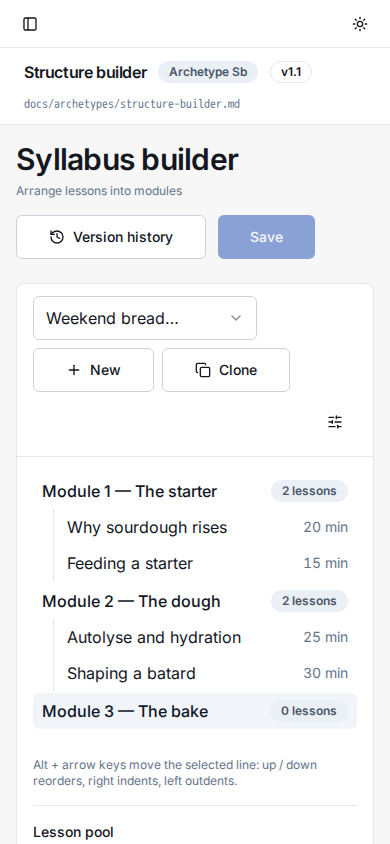 Structure builder Archetype Sb v1.1
docs/archetypes/structure-builder.md
Syllabus builder
Arrange lessons into modules
Version history Save
Weekend bread...
New Clone
Module 1 — The starter 2 lessons
Why sourdough rises 20 min
Feeding a starter 15 min
Module 2 — The dough 2 lessons
Autolyse and hydration 25 min
Shaping a batard 30 min
Module 3 — The bake 0 lessons
Alt + arrow keys move the selected line: up / down
reorders, right indents, left outdents.
Lesson pool